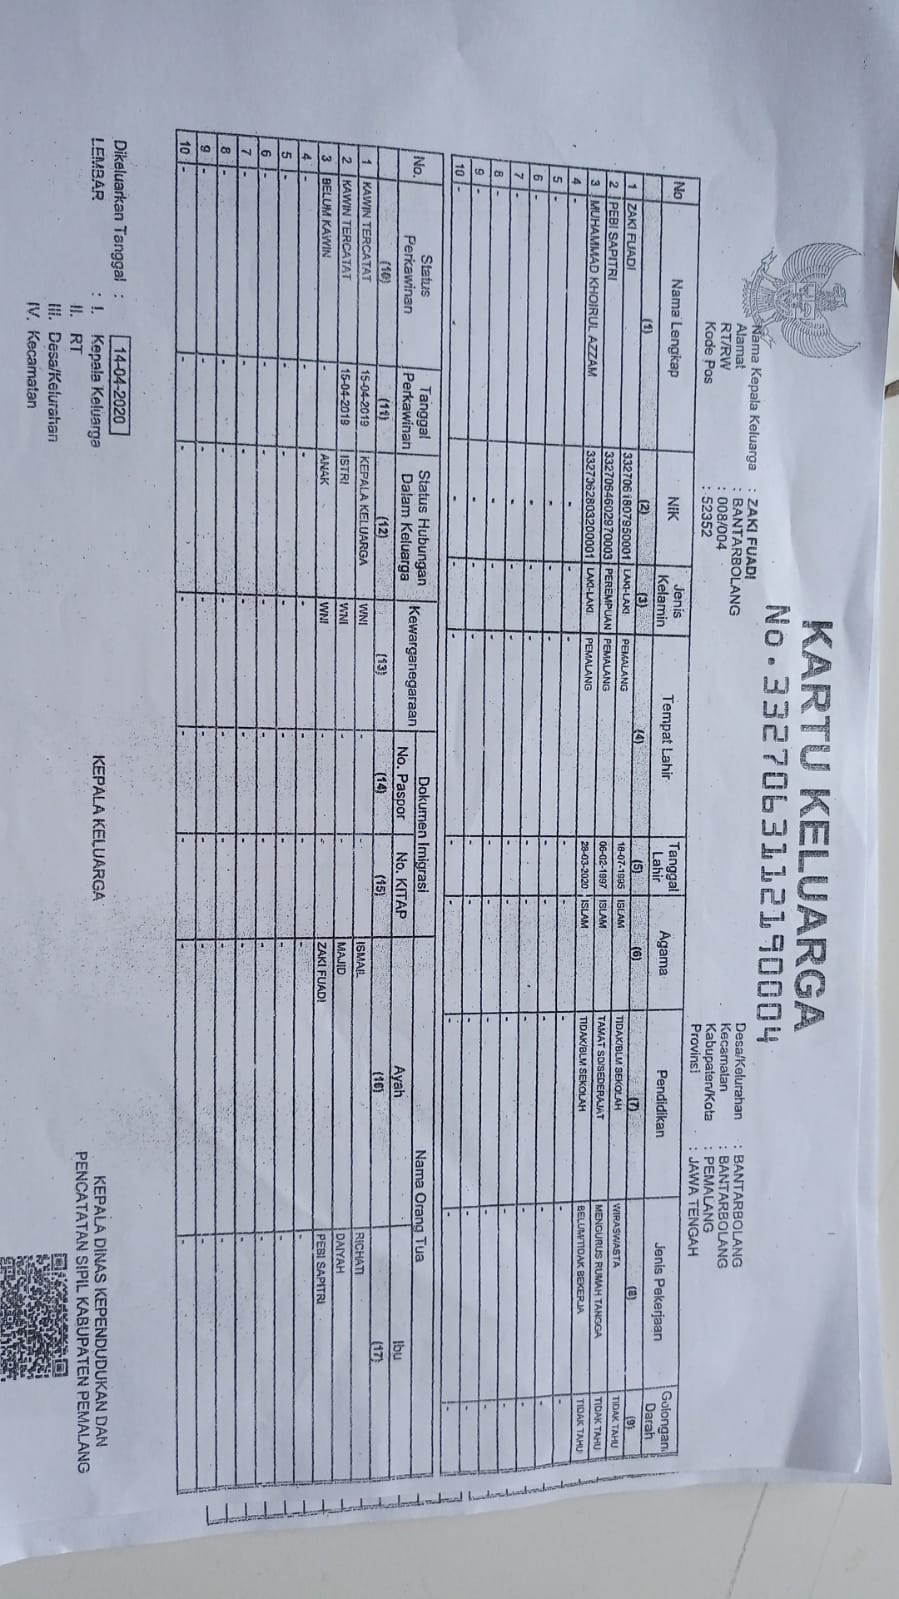 KARTU KELUARGA
No. 3327063112190004
Nama Kepala Keluarga : ZAKI FUADI
Alamat : BANTARBOLANG
RT/RW : 008/004
Kode Pos : 52352
Desa/Kelurahan : BANTARBOLANG
Kecamatan : BANTARBOLANG
Kabupaten/Kota : PEMALANG
Provinsi : JAWA TENGAH
No Nama Lengkap NIK Jenis Kelamin Tempat Lahir Tanggal Lahir Agama Pendidikan Jenis Pekerjaan Golongan Darah
(1) (2) (3) (4) (5) (6) (7) (8) (9)
1 ZAKI FUADI 3327061807950001 LAKI-LAKI PEMALANG 18-07-1995 ISLAM TIDAK/BLM SEKOLAH WIRASWASTA TIDAK TAHU
2 PEBI SAPITRI 3327064602970003 PEREMPUAN PEMALANG 06-02-1997 ISLAM TAMAT SD/SEDERAJAT MENGURUS RUMAH TANGGA TIDAK TAHU
3 MUHAMMAD KHOIRUL AZZAM 3327062803200001 LAKI-LAKI PEMALANG 28-03-2020 ISLAM TIDAK/BLM SEKOLAH BELUM/TIDAK BEKERJA TIDAK TAHU
4 - - - - - - - - -
5 - - - - - - - - -
6 - - - - - - - - -
7 - - - - - - - - -
8 - - - - - - - - -
9 - - - - - - - - -
10 - - - - - - - - -
No. Status Perkawinan Tanggal Perkawinan Status Hubungan Dalam Keluarga Kewarganegaraan Dokumen Imigrasi Nama Orang Tua
No. Paspor No. KITAP Ayah Ibu
(10) (11) (12) (13) (14) (15) (16) (17)
1 KAWIN TERCATAT 15-04-2019 KEPALA KELUARGA WNI - - ISMAIL RICHATI
2 KAWIN TERCATAT 15-04-2019 ISTRI WNI - - MAJID DAIYAH
3 BELUM KAWIN - ANAK WNI - - ZAKI FUADI PEBI SAPITRI
4 - - - - - - - -
5 - - - - - - - -
6 - - - - - - - -
7 - - - - - - - -
8 - - - - - - - -
9 - - - - - - - -
10 - - - - - - - -
Dikeluarkan Tanggal : 14-04-2020
LEMBAR : I. Kepala Keluarga
II. RT
III. Desa/Kelurahan
IV. Kecamatan
KEPALA KELUARGA
KEPALA DINAS KEPENDUDUKAN DAN
PENCATATAN SIPIL KABUPATEN PEMALANG